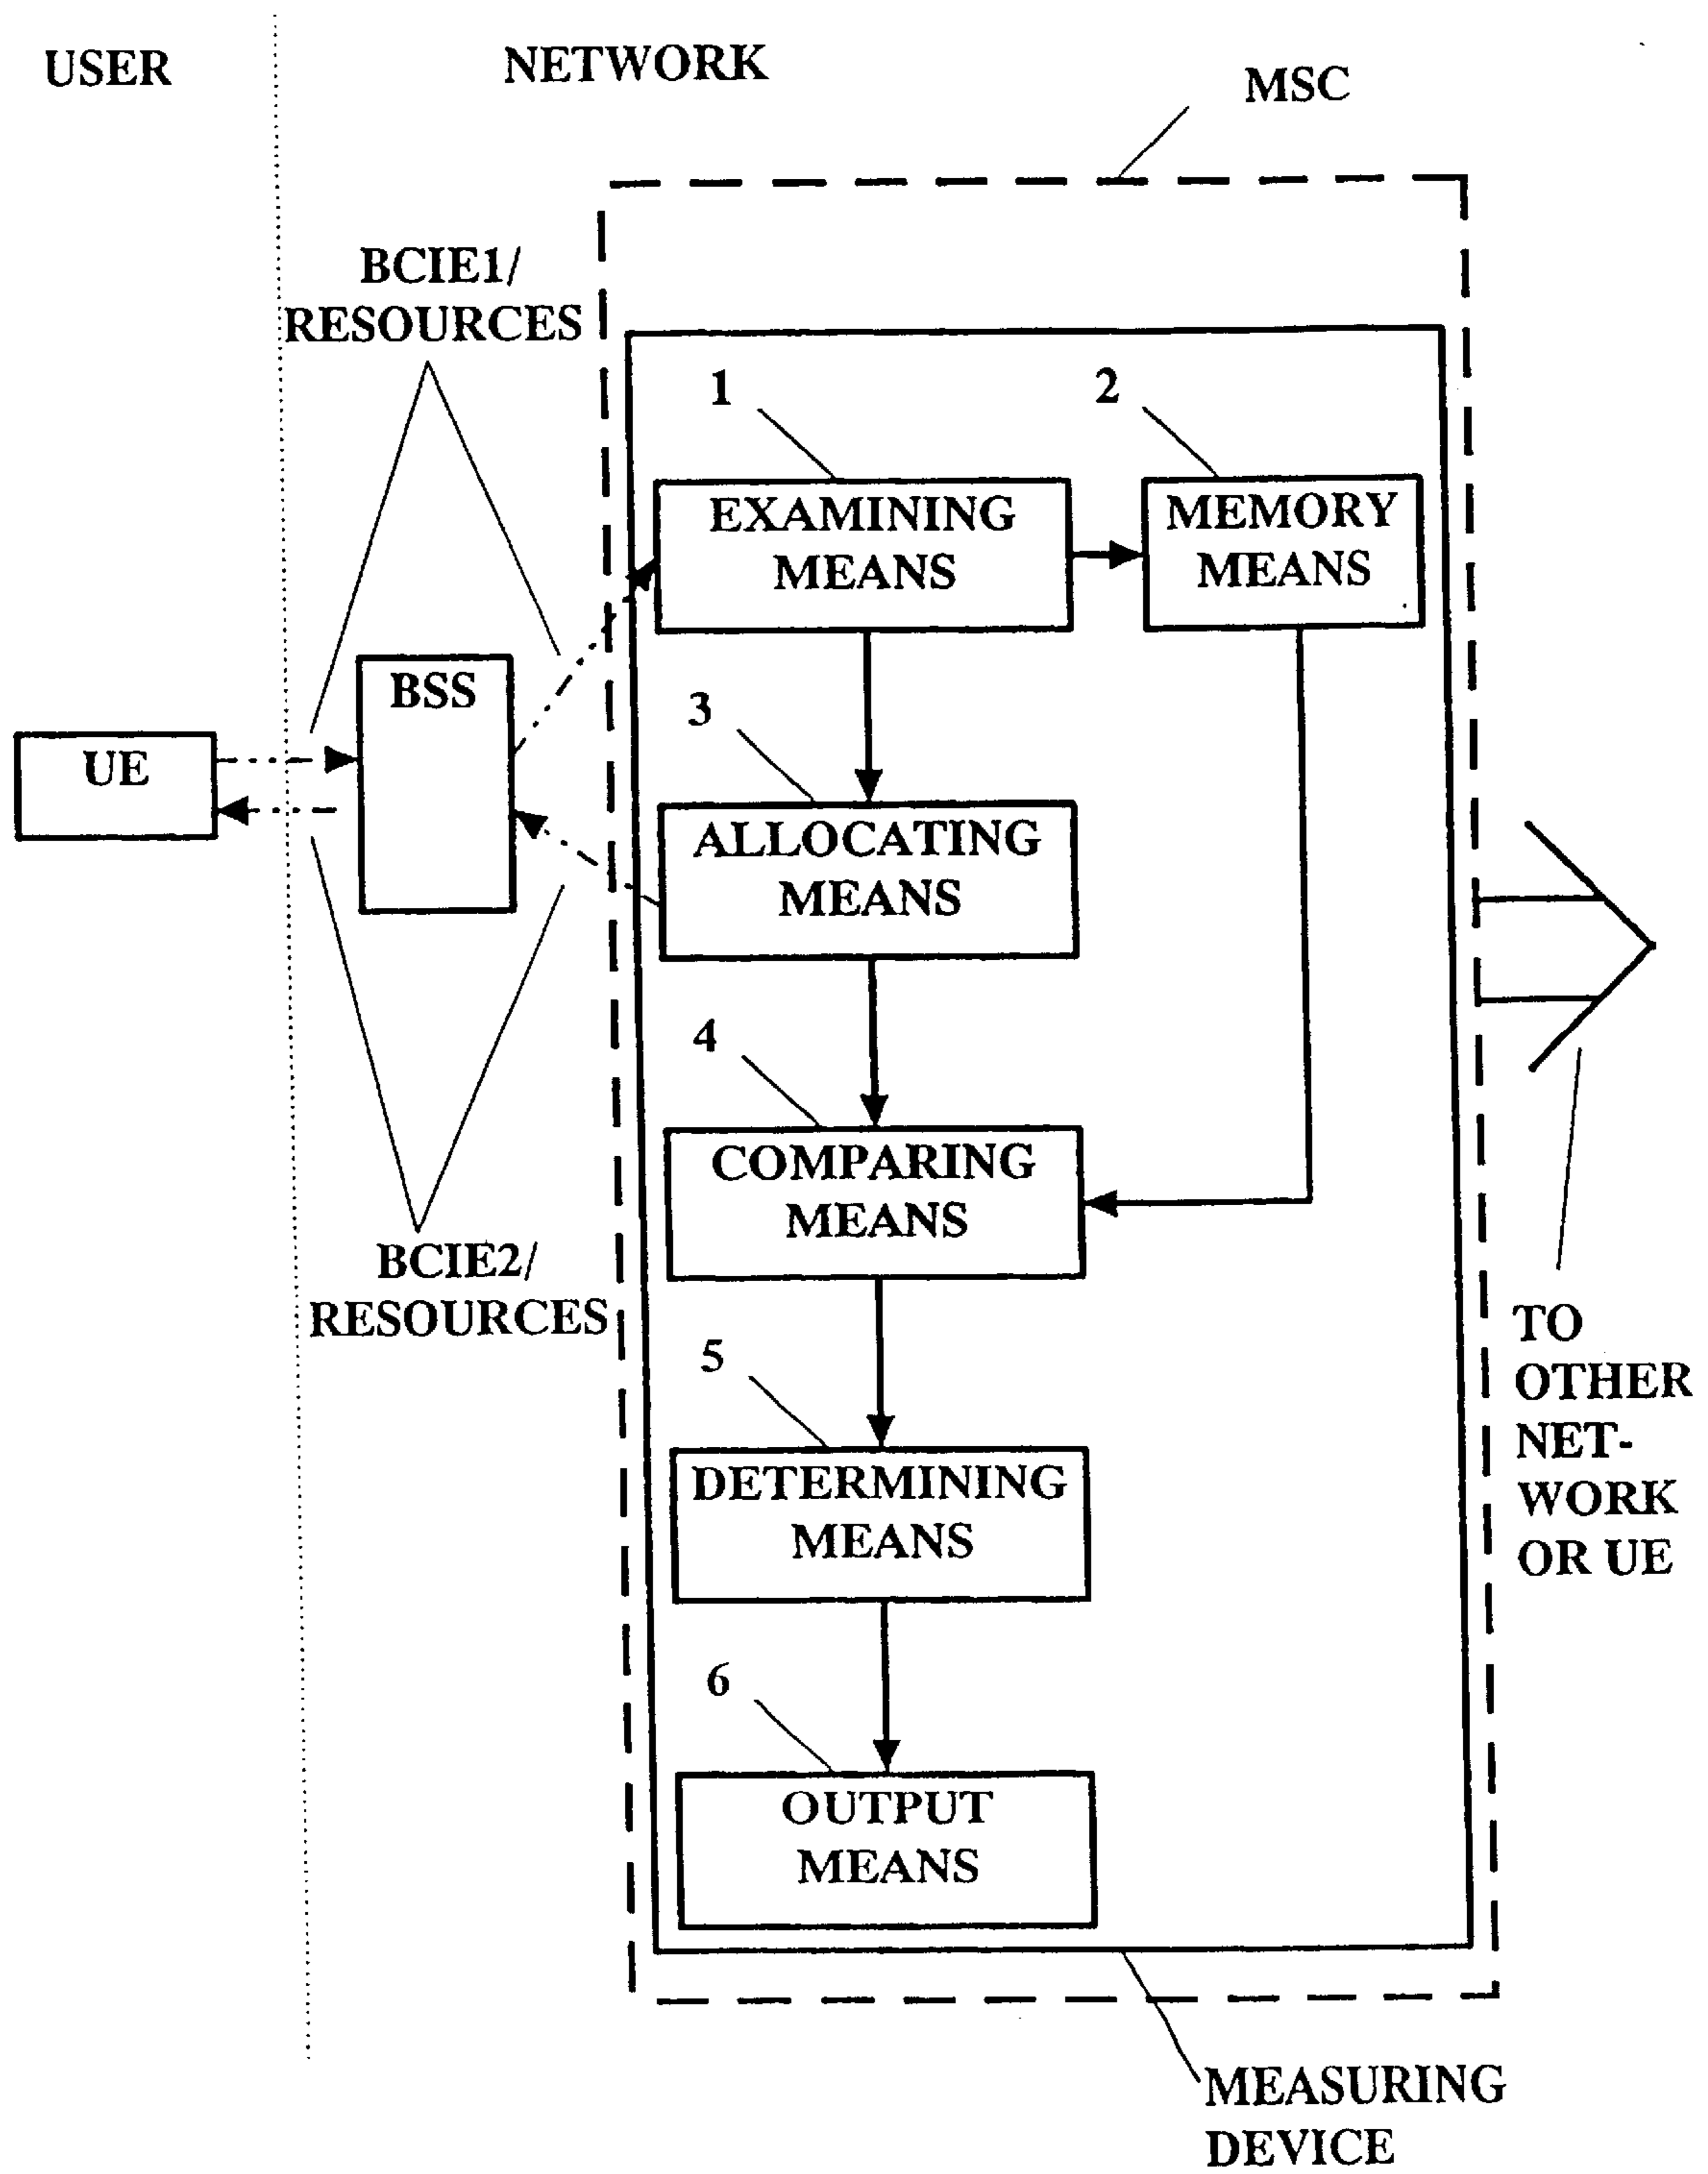 USER
NETWORK
MSC
BCIE1/
RESOURCES
1
2
EXAMINING
MEANS
MEMORY
MEANS
BSS
UE
3
ALLOCATING
MEANS
4
COMPARING
MEANS
BCIE2/
RESOURCES
5
DETERMINING
MEANS
TO
OTHER
NET-
WORK
OR UE
6
OUTPUT
MEANS
MEASURING
DEVICE